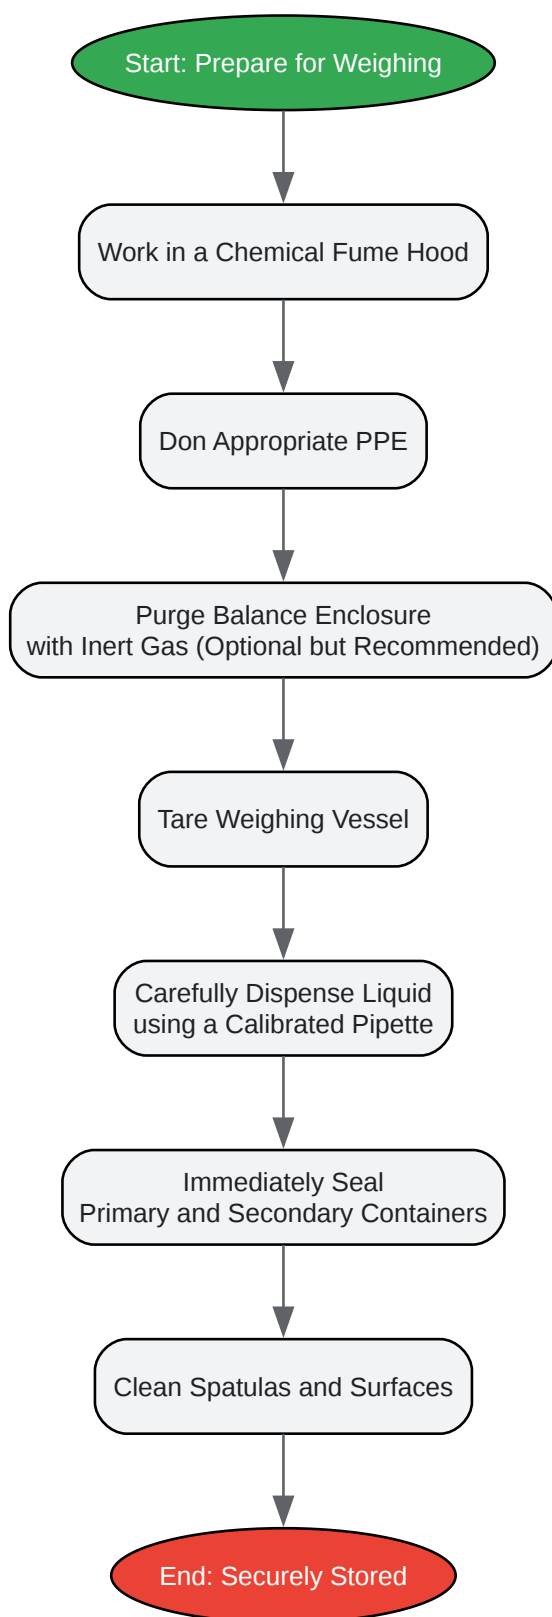 Start: Prepare for Weighing
Work in a Chemical Fume Hood
Don Appropriate PPE
Purge Balance Enclosure
with Inert Gas (Optional but Recommended)
Tare Weighing Vessel
Carefully Dispense Liquid
using a Calibrated Pipette
Immediately Seal
Primary and Secondary Containers
Clean Spatulas and Surfaces
End: Securely Stored